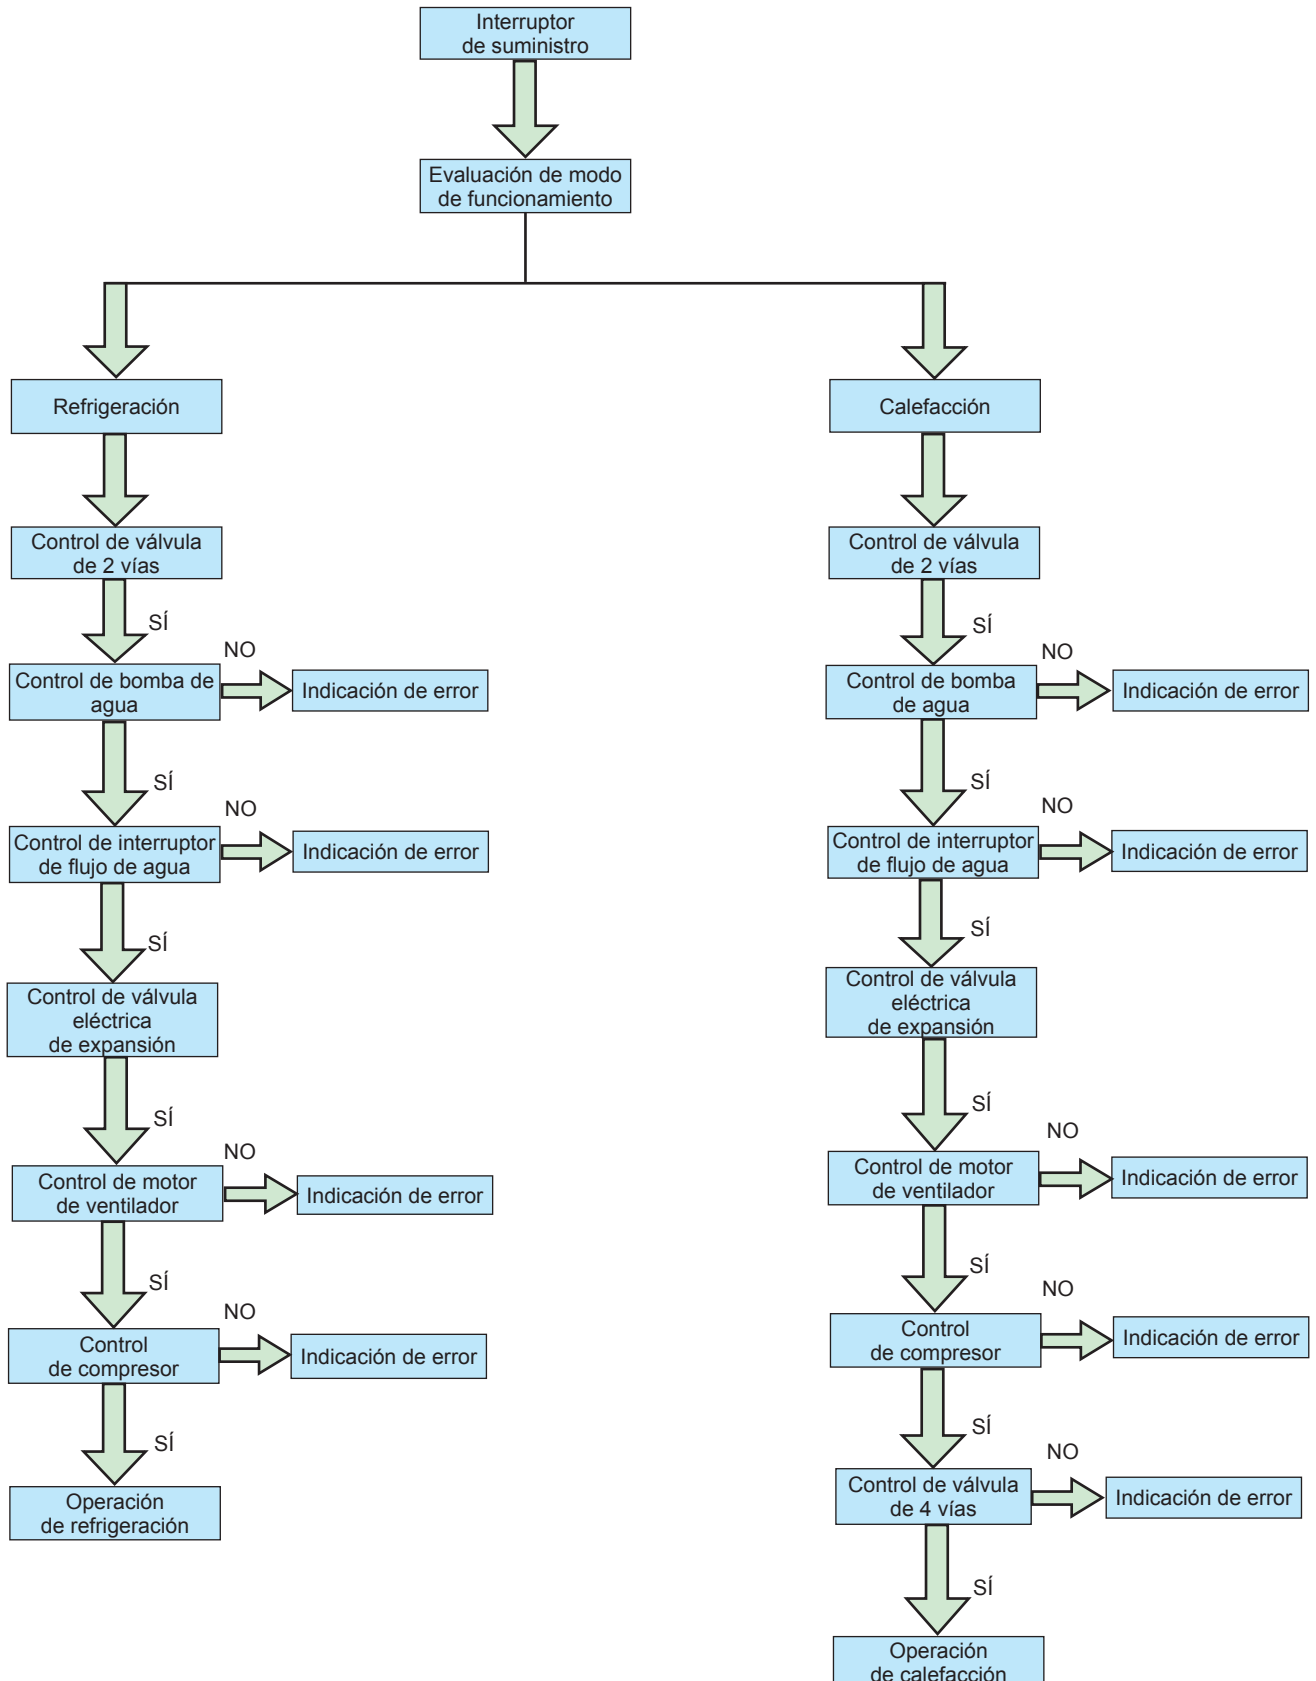 Interruptor
de suministro
Evaluación de modo
de funcionamiento
Refrigeración
Calefacción
Control de válvula
de 2 vías
Control de válvula
de 2 vías
SÍ
SÍ
NO
NO
Control de bomba de
agua
Indicación de error
Control de bomba
de agua
Indicación de error
SÍ
SÍ
NO
NO
Control de interruptor
de flujo de agua
Indicación de error
Control de interruptor
de flujo de agua
Indicación de error
SÍ
SÍ
Control de válvula
eléctrica
de expansión
Control de válvula
eléctrica
de expansión
SÍ
SÍ
NO
NO
Control de motor
de ventilador
Indicación de error
Control de motor
de ventilador
Indicación de error
SÍ
SÍ
NO
NO
Control
de compresor
Indicación de error
Control
de compresor
Indicación de error
SÍ
SÍ
NO
Operación
de refrigeración
Control de válvula
de 4 vías
Indicación de error
SÍ
Operación
de calefacción